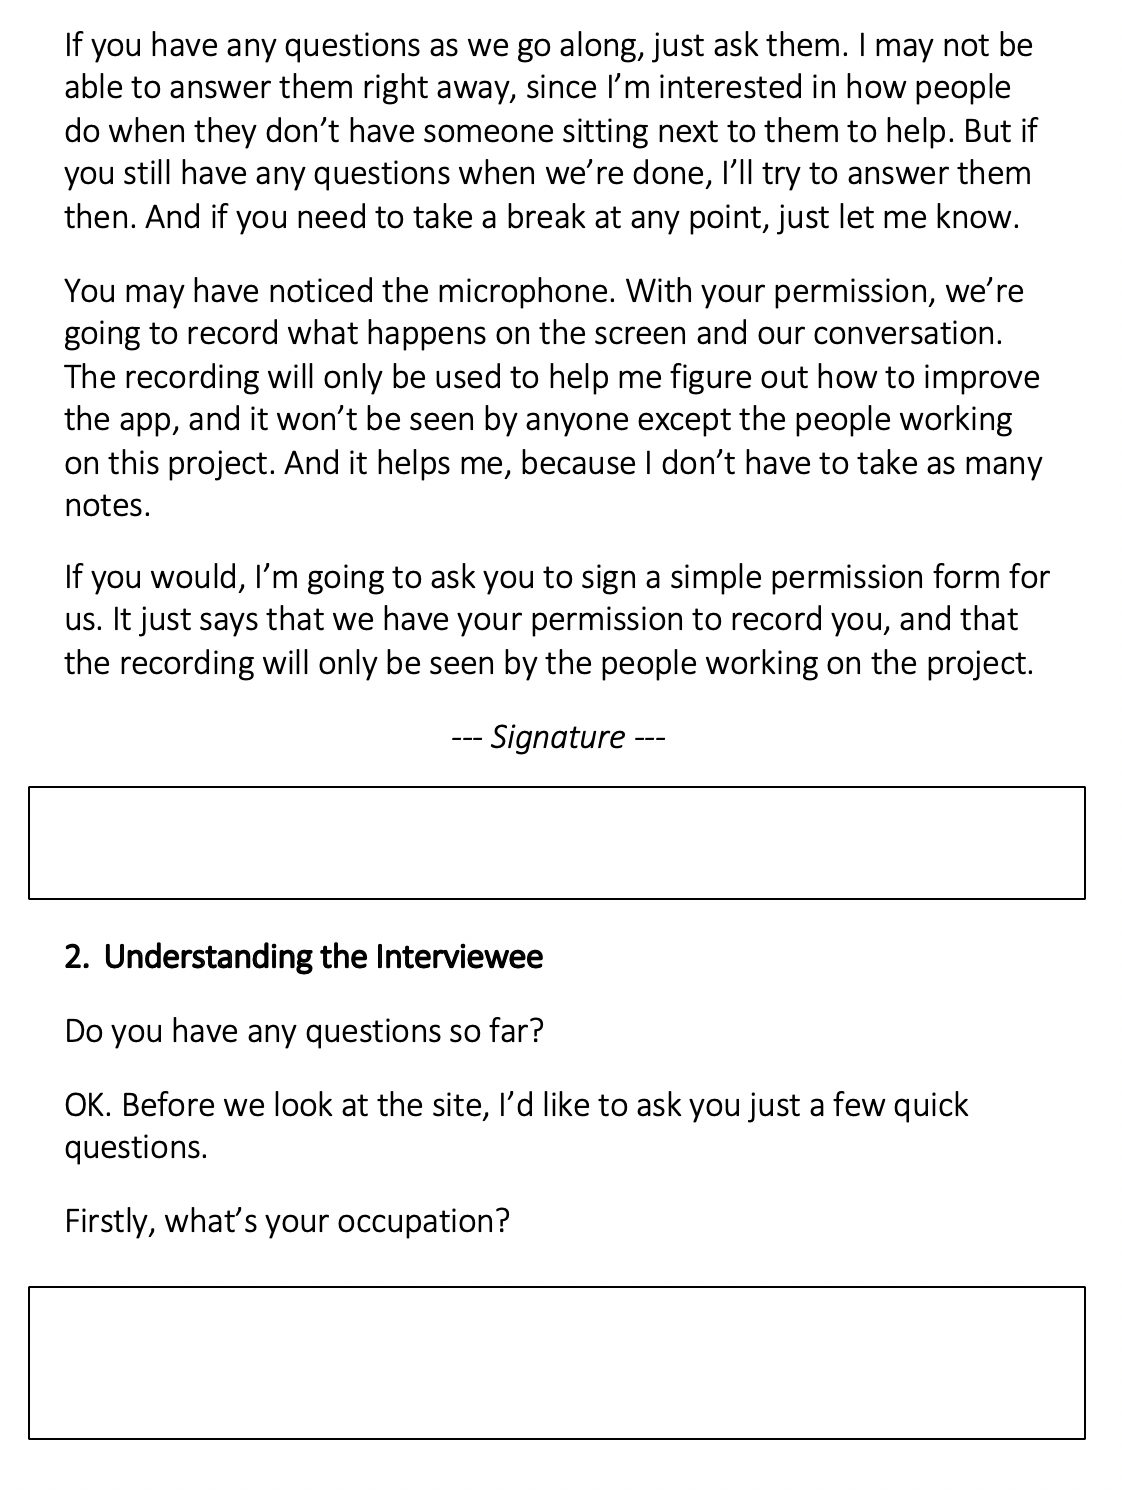 If you have any questions as we go along, just ask them. I may not be
able to answer them right away, since I’m interested in how people
do when they don’t have someone sitting next to them to help. But if
you still have any questions when we’re done, I’ll try to answer them
then. And if you need to take a break at any point, just let me know.
You may have noticed the microphone. With your permission, we’re
going to record what happens on the screen and our conversation.
The recording will only be used to help me figure out how to improve
the app, and it won’t be seen by anyone except the people working
on this project. And it helps me, because I don’t have to take as many
notes.
If you would, I’m going to ask you to sign a simple permission form for
us. It just says that we have your permission to record you, and that
the recording will only be seen by the people working on the project.
--- Signature ---
2. Understanding the Interviewee
Do you have any questions so far?
OK. Before we look at the site, I’d like to ask you just a few quick
questions.
Firstly, what’s your occupation?